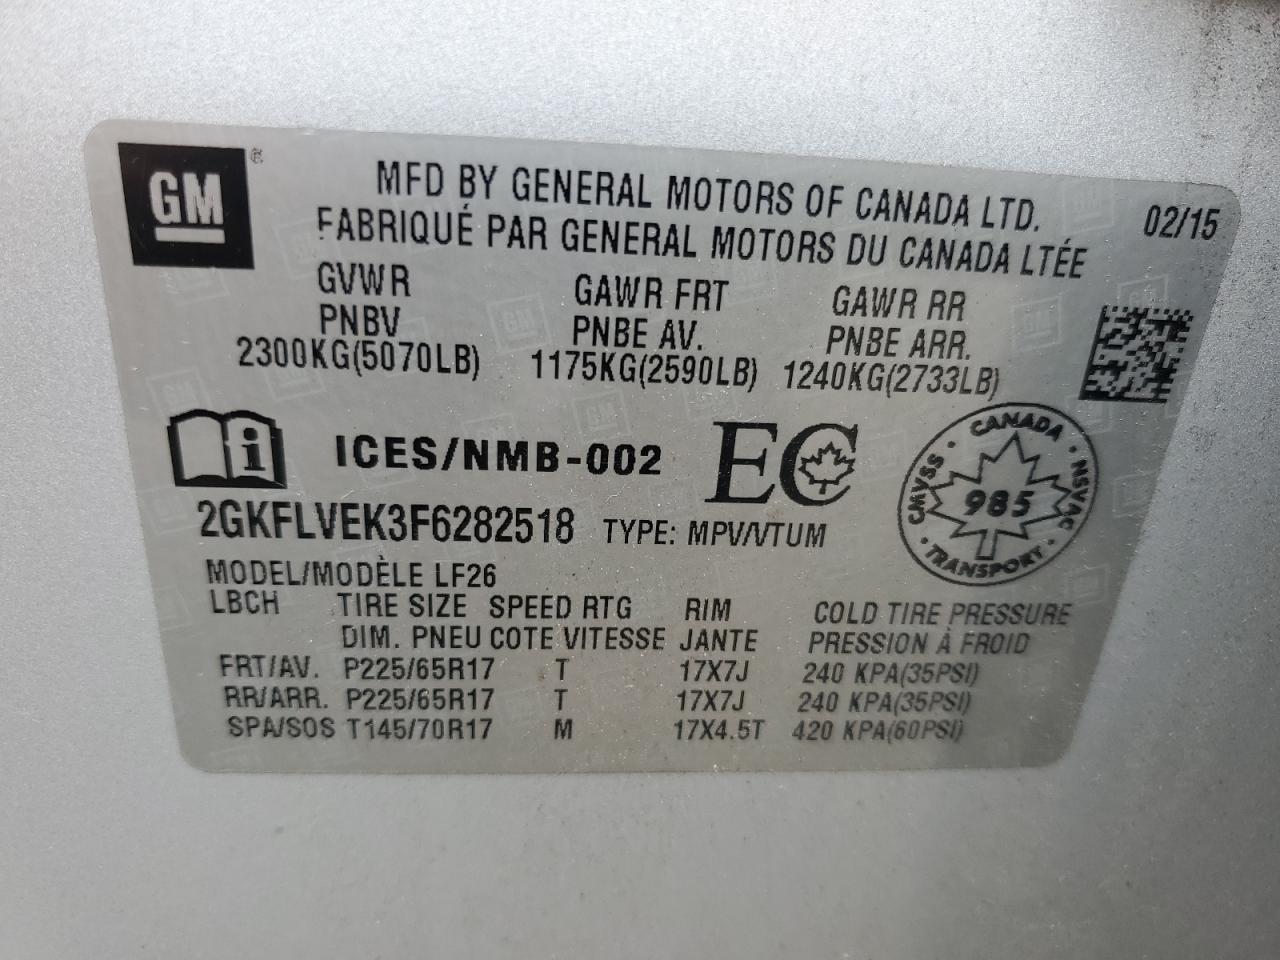 GM ®
MFD BY GENERAL MOTORS OF CANADA LTD. 02/15
FABRIQUÉ PAR GENERAL MOTORS DU CANADA LTÉE
GVWR GAWR FRT GAWR RR
PNBV PNBE AV. PNBE ARR.
2300KG(5070LB) 1175KG(2590LB) 1240KG(2733LB)
i ICES/NMB-002 EC
CANADA
CMVSS 985 NSVAC
TRANSPORT
2GKFLVEK3F6282518 TYPE: MPV/VTUM
MODEL/MODÈLE LF26
LBCH TIRE SIZE SPEED RTG RIM COLD TIRE PRESSURE
DIM. PNEU COTE VITESSE JANTE PRESSION À FROID
FRT/AV. P225/65R17 T 17X7J 240 KPA(35PSI)
RR/ARR. P225/65R17 T 17X7J 240 KPA(35PSI)
SPA/SOS T145/70R17 M 17X4.5T 420 KPA(60PSI)